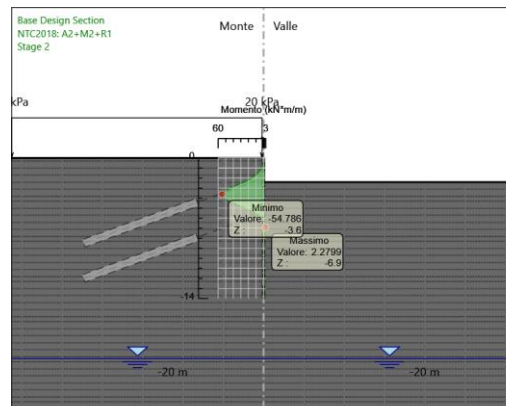 Base Design Section
NTC2018: A2+M2+R1
Stage 2
Monte
Valle
kPa
20 kPa
Momento (kN*m/m)
60
3
0
Minimo
Valore: -54.786
Z : -3.6
Massimo
Valore: 2.2799
Z : -6.9
-14
-20 m
-20 m